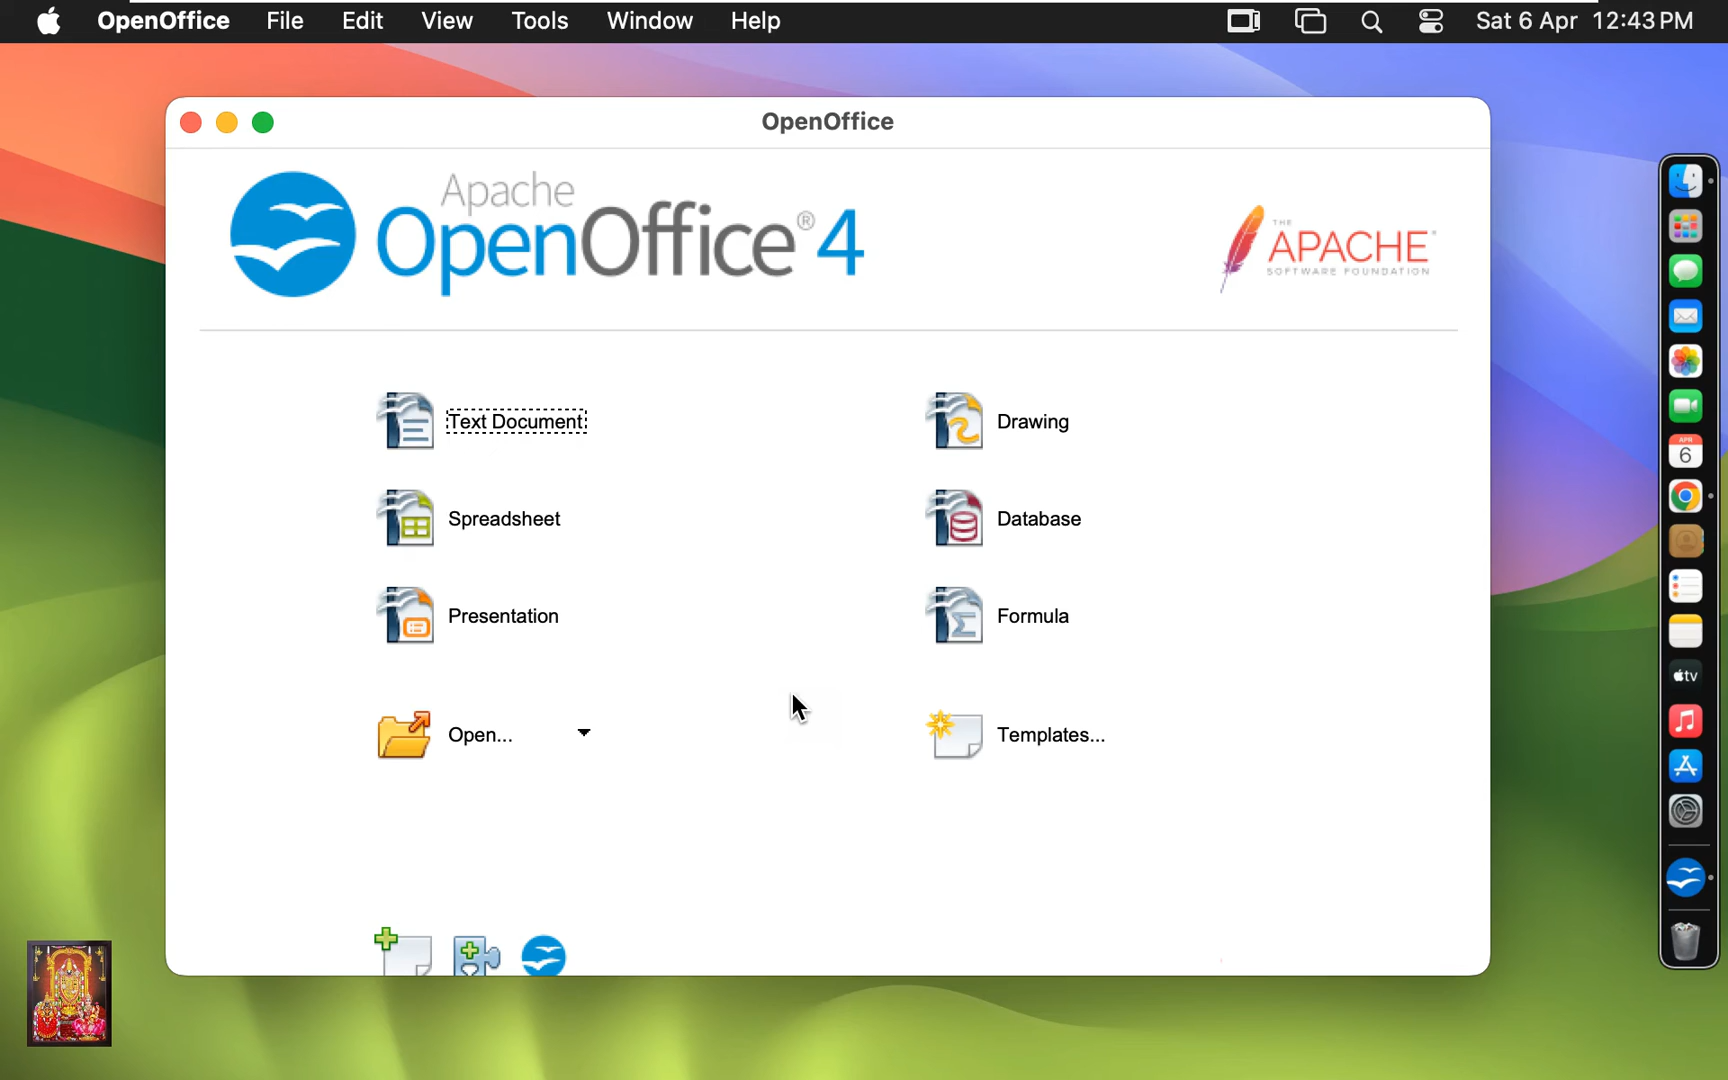 OpenOffice File Edit View Tools Window Help Sat 6 Apr 12:43 PM
OpenOffice
Apache
OpenOffice®4
THE
APACHE
SOFTWARE FOUNDATION
Text Document
Drawing
Spreadsheet
Database
Presentation
Formula
Open...
Templates...
APR
6
tv